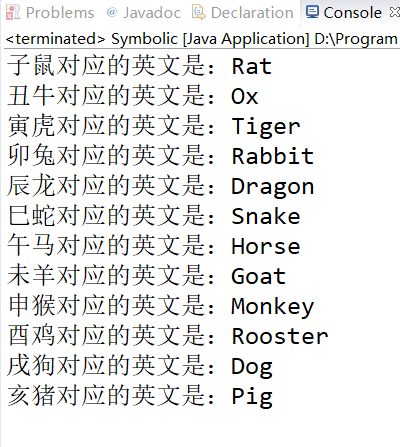 Problems @ Javadoc Declaration Console
<terminated> Symbolic [Java Application] D:\Program
子鼠对应的英文是：Rat
丑牛对应的英文是：Ox
寅虎对应的英文是：Tiger
卯兔对应的英文是：Rabbit
辰龙对应的英文是：Dragon
巳蛇对应的英文是：Snake
午马对应的英文是：Horse
未羊对应的英文是：Goat
申猴对应的英文是：Monkey
酉鸡对应的英文是：Rooster
戌狗对应的英文是：Dog
亥猪对应的英文是：Pig